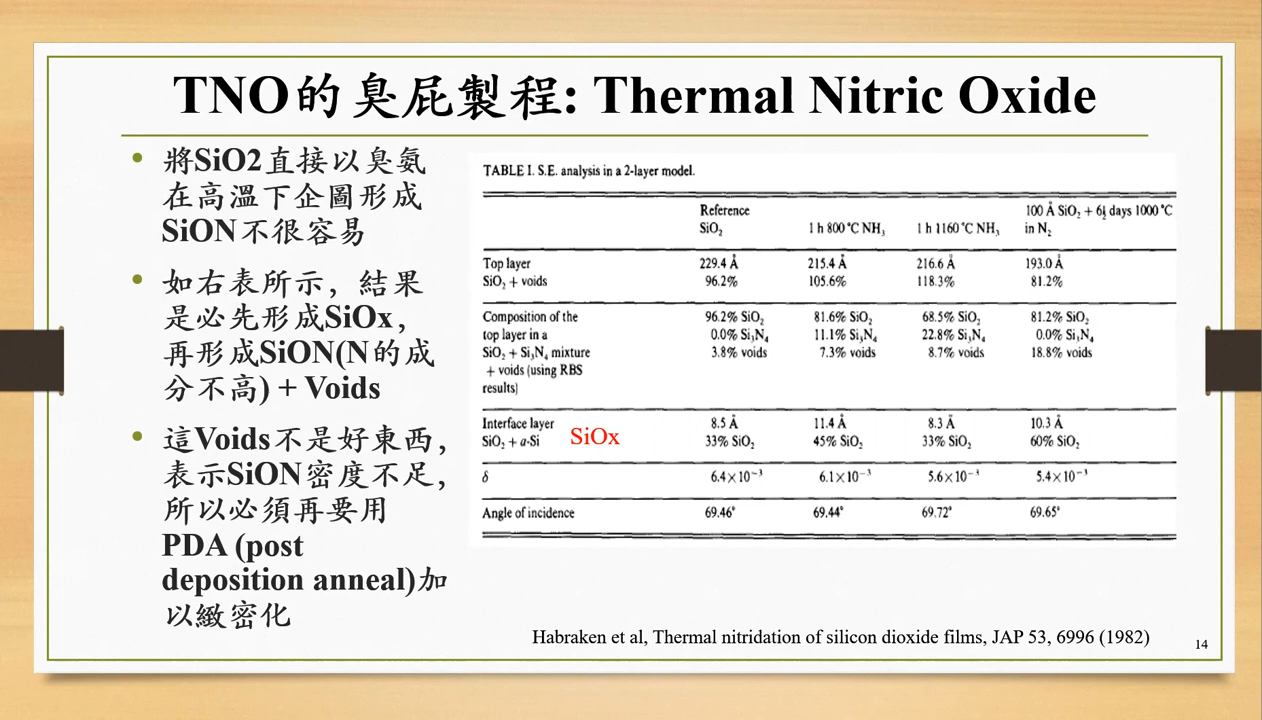 TNO的臭屁製程: Thermal Nitric Oxide
將SiO2直接以臭氨
在高溫下企圖形成
SiON不很容易
如右表所示，結果
是必先形成SiOx，
再形成SiON(N的成
分不高) + Voids
這Voids不是好東西，
表示SiON密度不足，
所以必須再要用
PDA (post
deposition anneal)加
以緻密化
TABLE I. S.E. analysis in a 2-layer model.
Reference SiO₂ 1 h 800 °C NH₃ 1 h 1160 °C NH₃ 100 Å SiO₂ + 6½ days 1000 °C in N₂
Top layer 229.4 Å 215.4 Å 216.6 Å 193.0 Å
SiO₂ + voids 96.2% 105.6% 118.3% 81.2%
Composition of the 96.2% SiO₂ 81.6% SiO₂ 68.5% SiO₂ 81.2% SiO₂
top layer in a 0.0% Si₃N₄ 11.1% Si₃N₄ 22.8% Si₃N₄ 0.0% Si₃N₄
SiO₂ + Si₃N₄ mixture 3.8% voids 7.3% voids 8.7% voids 18.8% voids
+ voids (using RBS
results)
Interface layer 8.5 Å 11.4 Å 8.3 Å 10.3 Å
SiO₂ + a-Si SiOx 33% SiO₂ 45% SiO₂ 33% SiO₂ 60% SiO₂
δ 6.4×10⁻³ 6.1×10⁻³ 5.6×10⁻³ 5.4×10⁻³
Angle of incidence 69.46° 69.44° 69.72° 69.65°
Habraken et al, Thermal nitridation of silicon dioxide films, JAP 53, 6996 (1982)
14